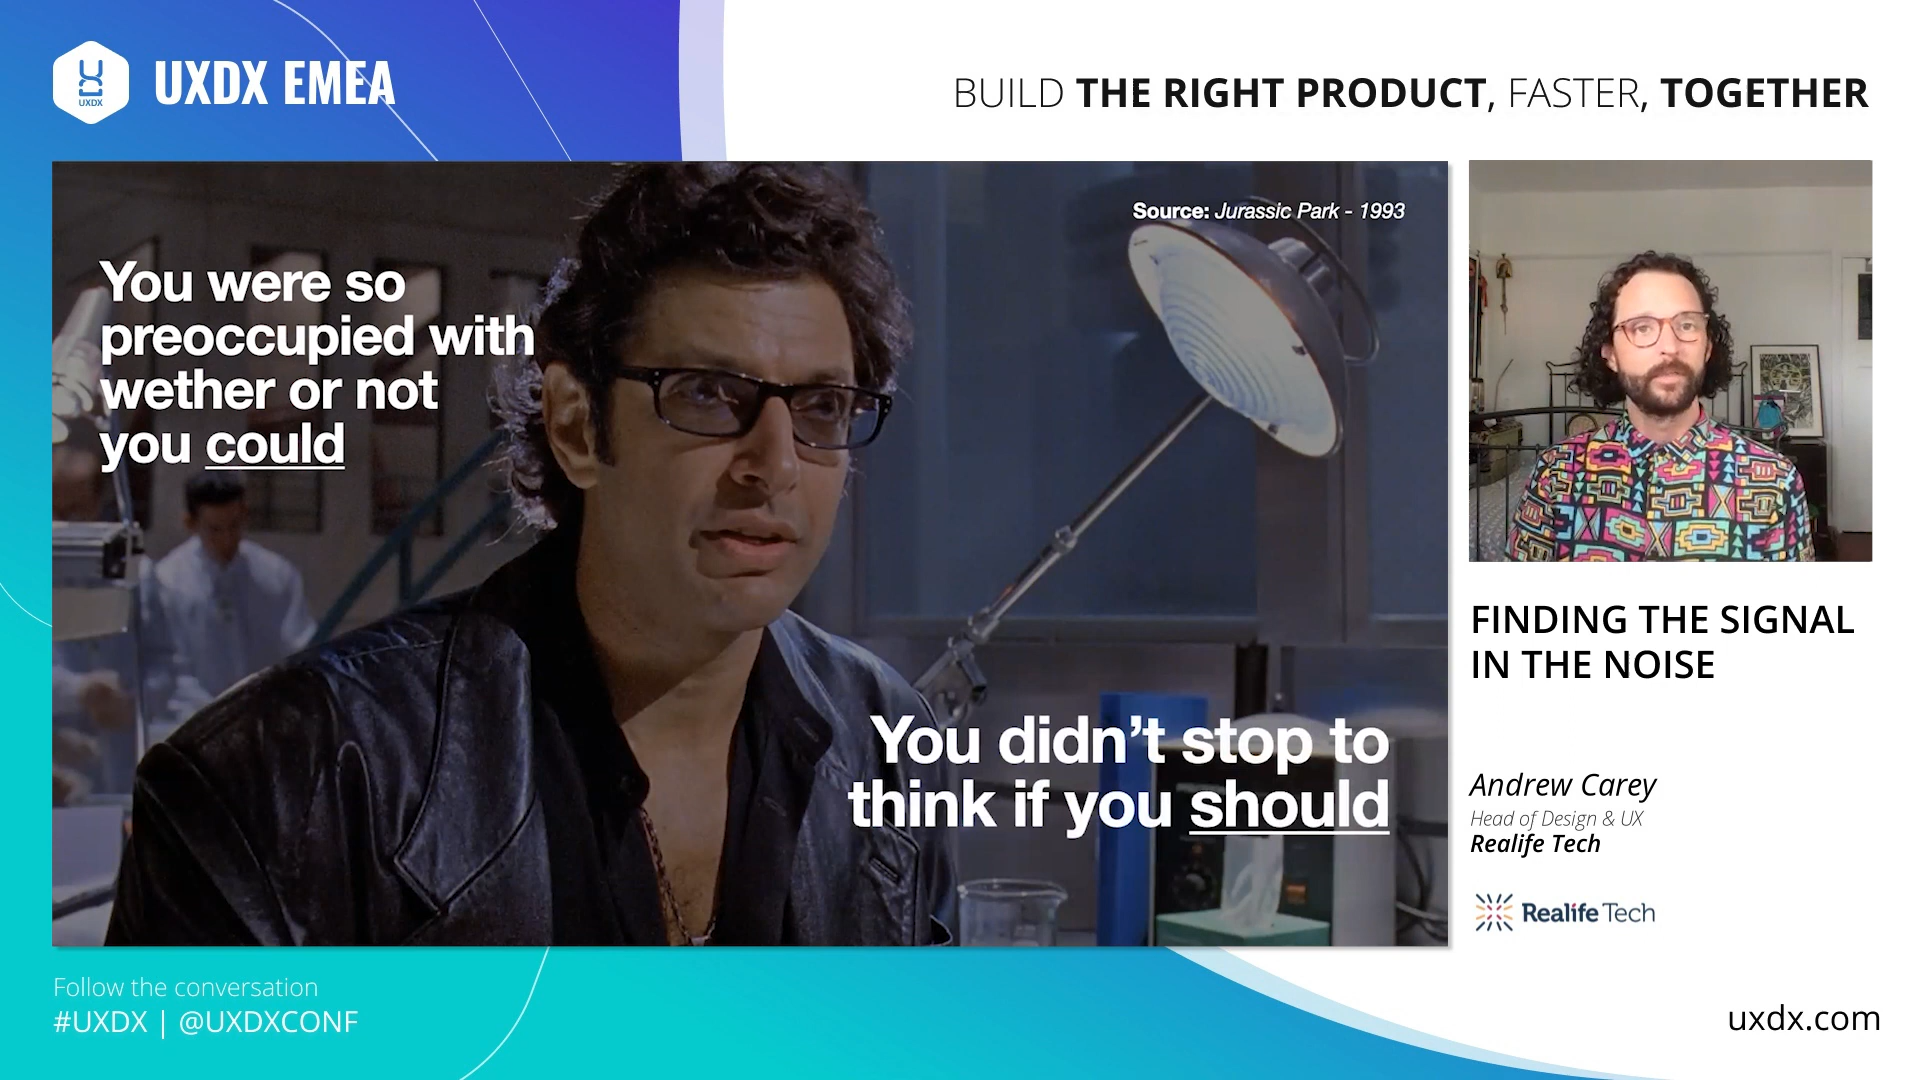 UXDX
UXDX EMEA
BUILD THE RIGHT PRODUCT, FASTER, TOGETHER
Source: Jurassic Park - 1993
You were so
preoccupied with
wether or not
you could
You didn’t stop to
think if you should
FINDING THE SIGNAL
IN THE NOISE
Andrew Carey
Head of Design & UX
Realife Tech
Realife Tech
Follow the conversation
#UXDX | @UXDXCONF
uxdx.com